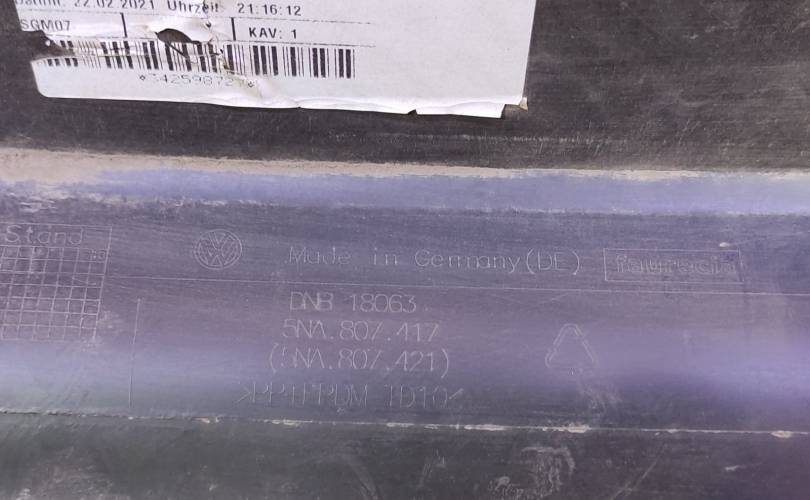 22.02.2021 Uhrzeit 21:16:12
SGM07 KAV: 1
Stand
Made in Germany (DE) faurecia
DNB 18063
5NA.807.417
(5NA.807.421)
>PP+EPDM TD10<